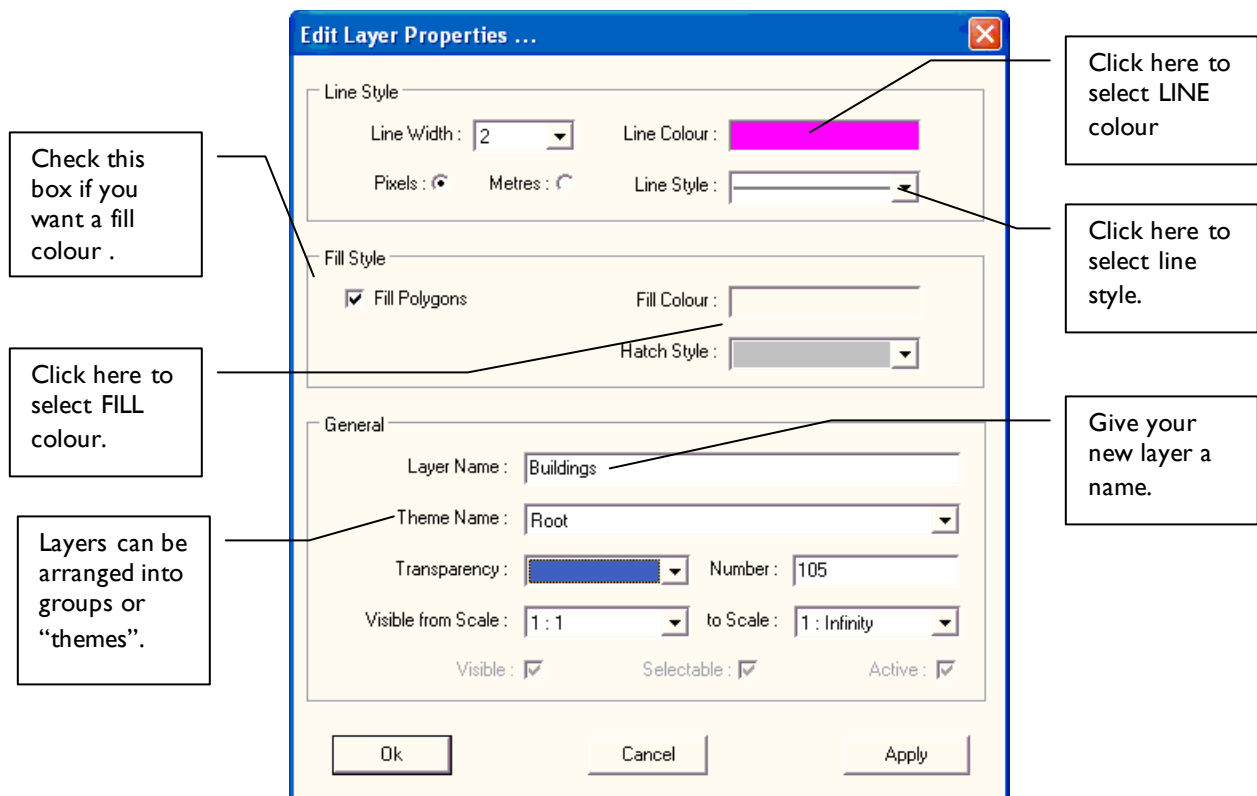 Edit Layer Properties ...
Click here to
select LINE
colour
Line Style
Line Width : 2
Line Colour :
Pixels :
Metres :
Line Style :
Check this
box if you
want a fill
colour .
Click here to
select line
style.
Fill Style
Fill Polygons
Fill Colour :
Hatch Style :
Click here to
select FILL
colour.
General
Layer Name : Buildings
Give your
new layer a
name.
Theme Name : Root
Layers can be
arranged into
groups or
“themes”.
Transparency :
Number : 105
Visible from Scale : 1 : 1
to Scale : 1 : Infinity
Visible :
Selectable :
Active :
Ok
Cancel
Apply